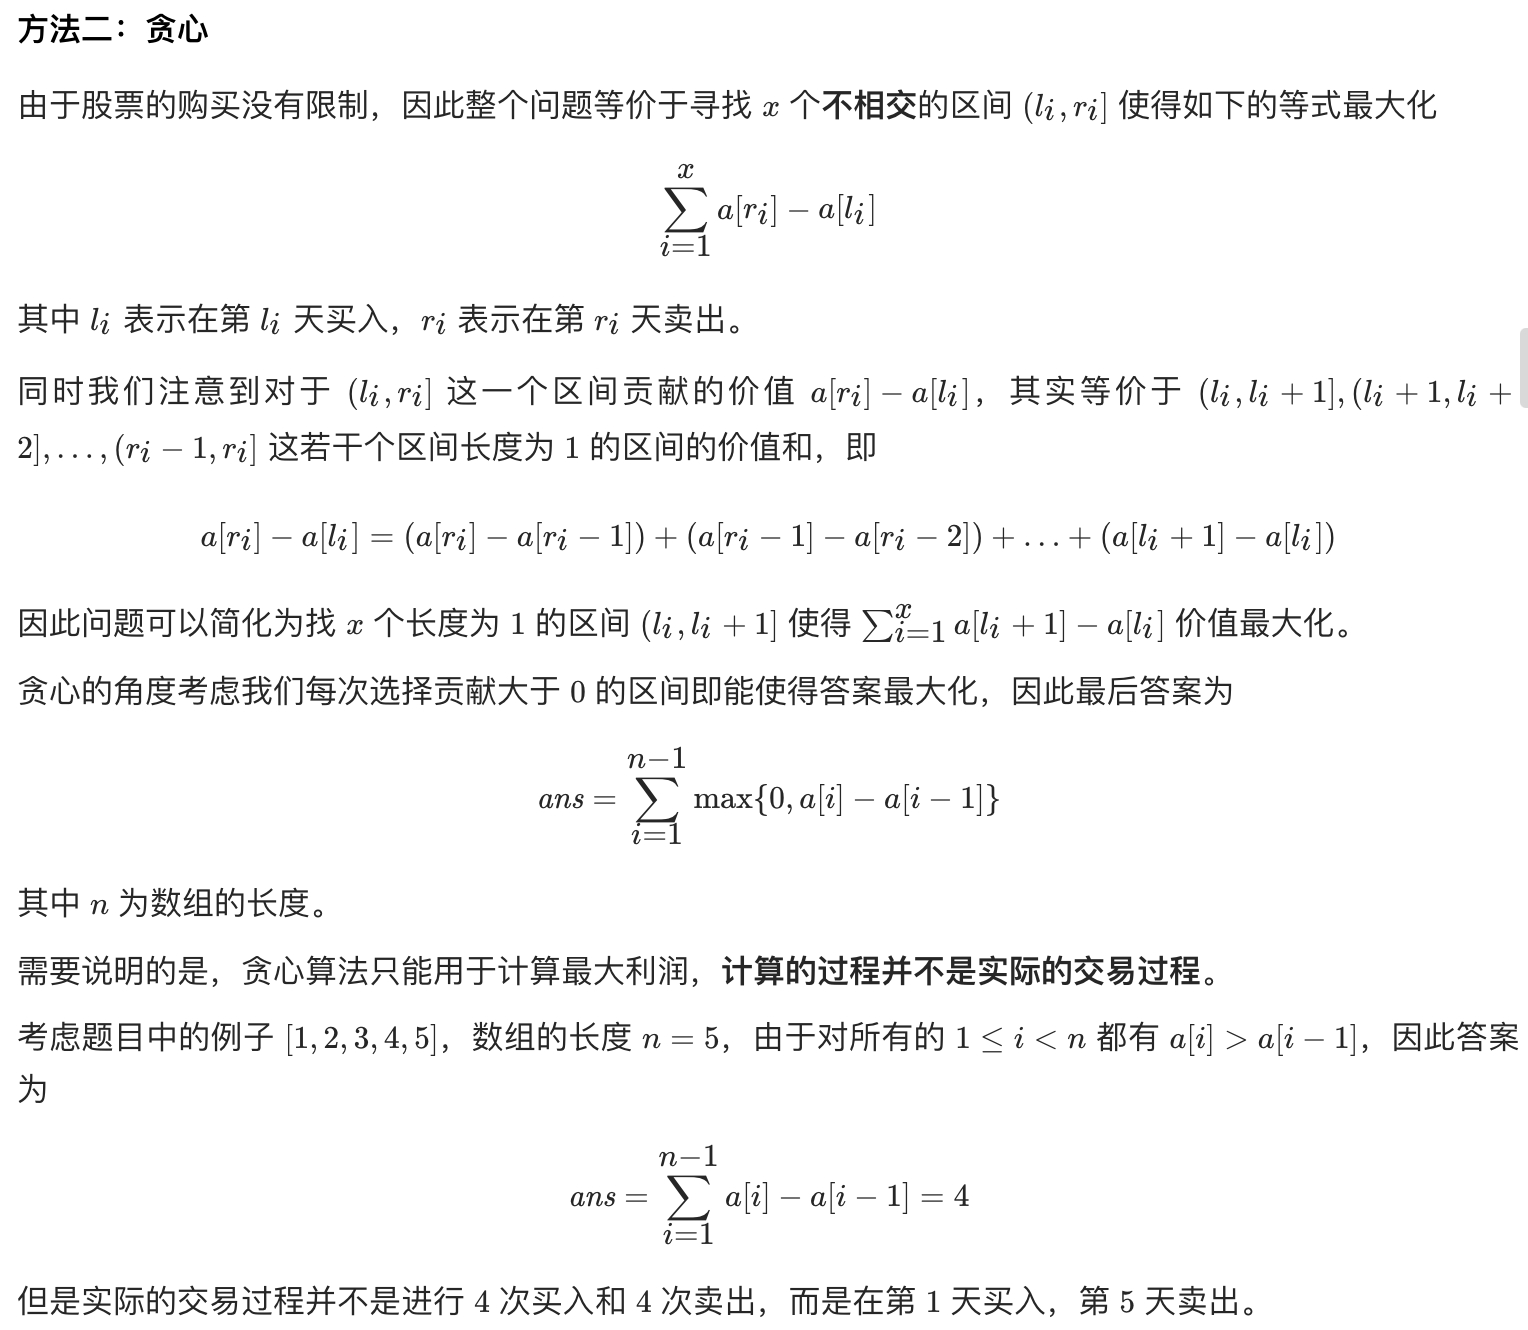 方法二：贪心
由于股票的购买没有限制，因此整个问题等价于寻找 x 个不相交的区间 (l_i, r_i] 使得如下的等式最大化
\sum_{i=1}^{x} a[r_i] − a[l_i]
其中 l_i 表示在第 l_i 天买入，r_i 表示在第 r_i 天卖出。
同时我们注意到对于 (l_i, r_i] 这一个区间贡献的价值 a[r_i] − a[l_i]，其实等价于 (l_i, l_i + 1], (l_i + 1, l_i +
2], . . . , (r_i − 1, r_i] 这若干个区间长度为 1 的区间的价值和，即
a[r_i] − a[l_i] = (a[r_i] − a[r_i − 1]) + (a[r_i − 1] − a[r_i − 2]) + . . . + (a[l_i + 1] − a[l_i])
因此问题可以简化为找 x 个长度为 1 的区间 (l_i, l_i + 1] 使得 \sum_{i=1}^{x} a[l_i + 1] − a[l_i] 价值最大化。
贪心的角度考虑我们每次选择贡献大于 0 的区间即能使得答案最大化，因此最后答案为
ans = \sum_{i=1}^{n−1} max{0, a[i] − a[i − 1]}
其中 n 为数组的长度。
需要说明的是，贪心算法只能用于计算最大利润，计算的过程并不是实际的交易过程。
考虑题目中的例子 [1, 2, 3, 4, 5]，数组的长度 n = 5，由于对所有的 1 ≤ i < n 都有 a[i] > a[i − 1]，因此答案
为
ans = \sum_{i=1}^{n−1} a[i] − a[i − 1] = 4
但是实际的交易过程并不是进行 4 次买入和 4 次卖出，而是在第 1 天买入，第 5 天卖出。